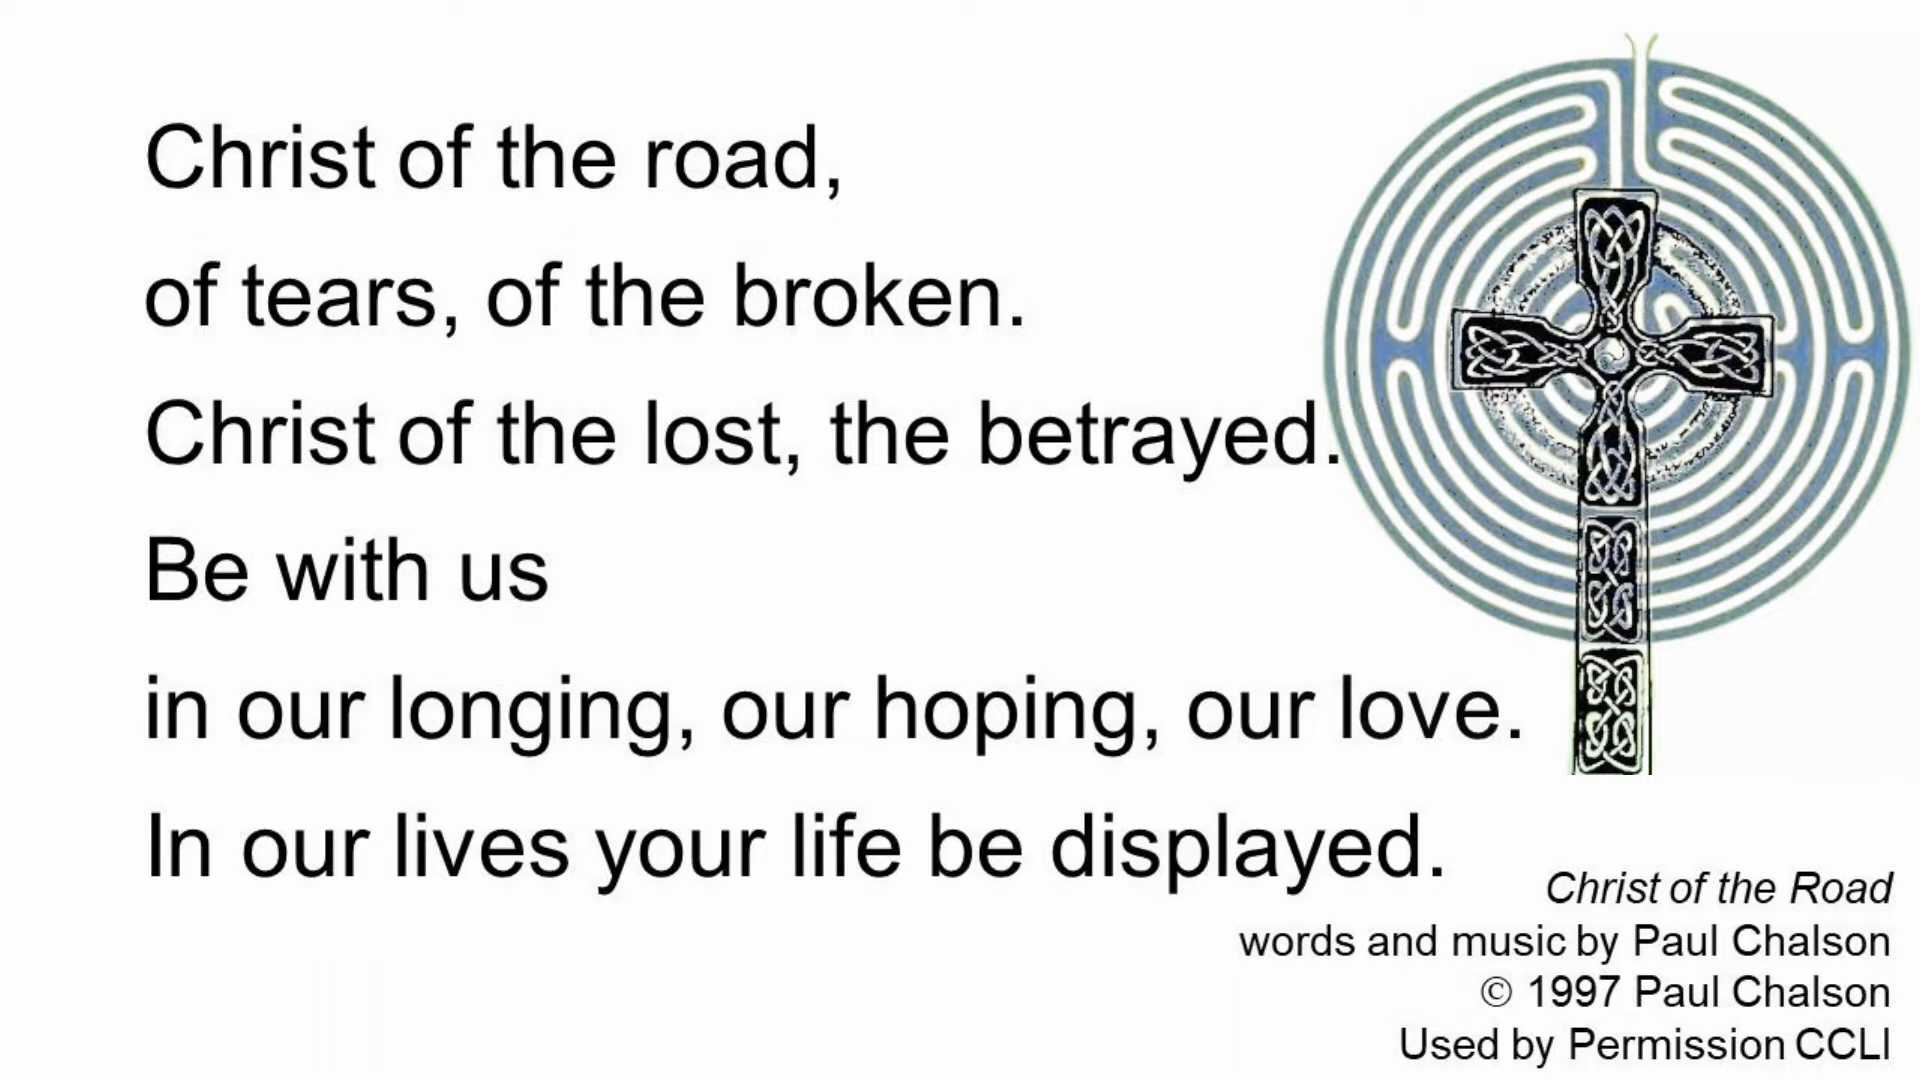 Christ of the road,
of tears, of the broken.
Christ of the lost, the betrayed.
Be with us
in our longing, our hoping, our love.
In our lives your life be displayed.
Christ of the Road
words and music by Paul Chalson
© 1997 Paul Chalson
Used by Permission CCLI